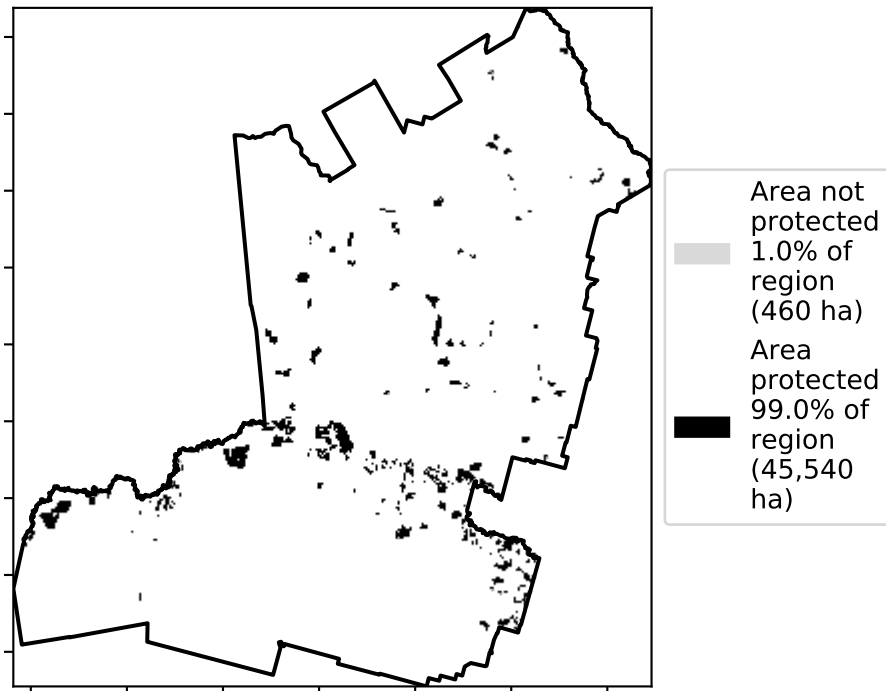 Area not
protected
1.0% of
region
(460 ha)
Area
protected
99.0% of
region
(45,540
ha)